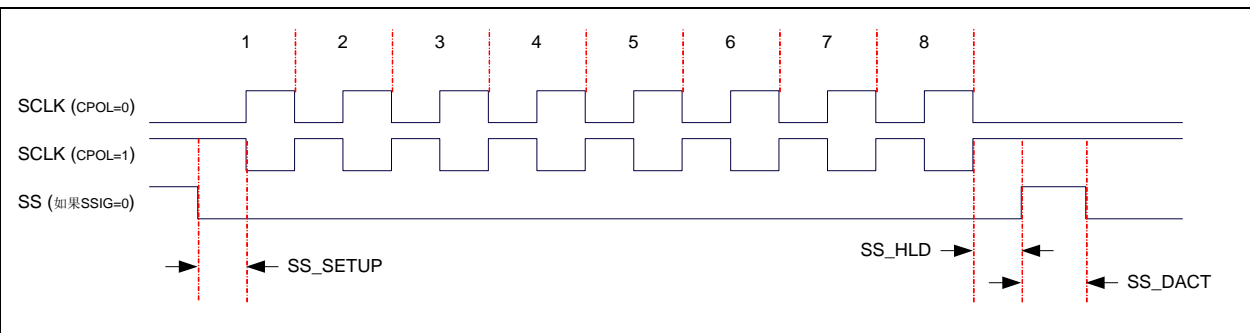 1 2 3 4 5 6 7 8
SCLK (CPOL=0)
SCLK (CPOL=1)
SS (如果SSIG=0)
SS_HLD
SS_SETUP
SS_DACT